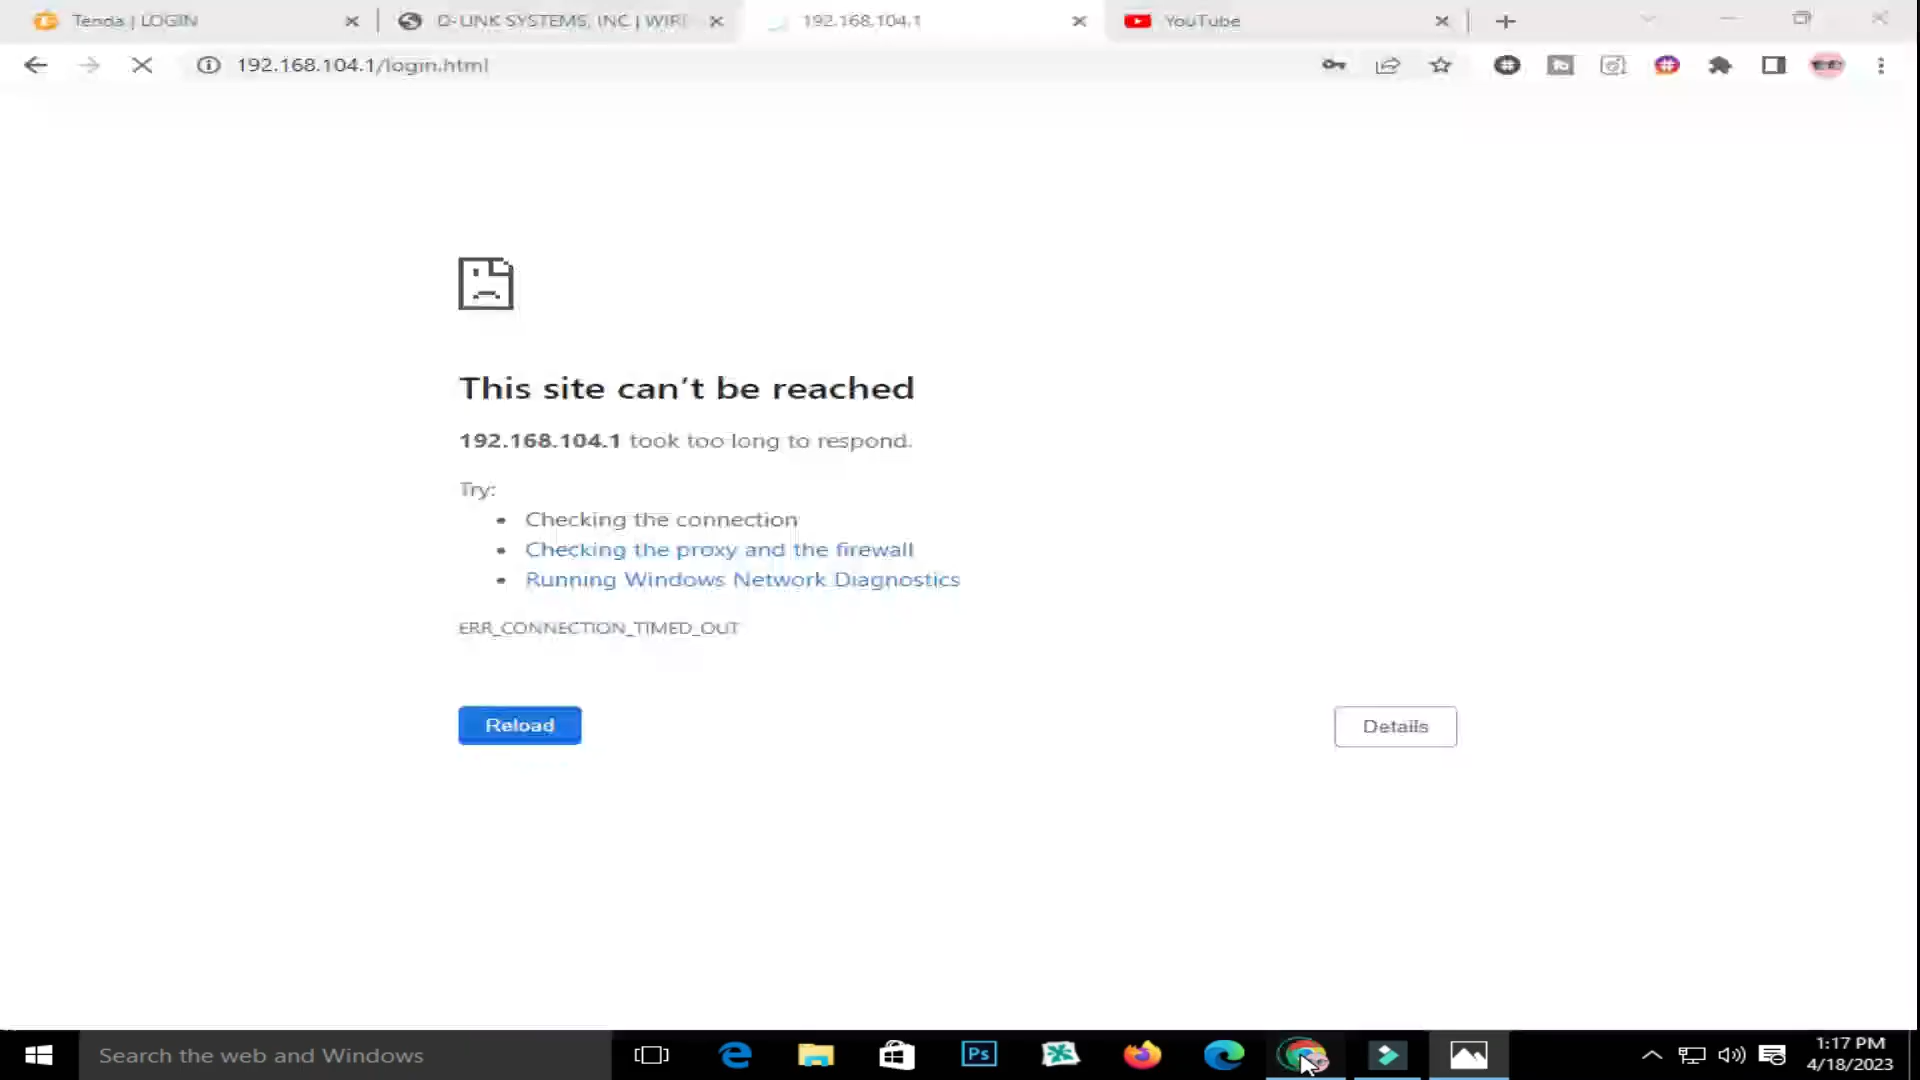 Tenda | LOGIN
D-LINK SYSTEMS, INC | WIRE
192.168.104.1
YouTube
192.168.104.1/login.html
This site can't be reached
192.168.104.1 took too long to respond.
Try:
• Checking the connection
• Checking the proxy and the firewall
• Running Windows Network Diagnostics
ERR_CONNECTION_TIMED_OUT
Reload
Details
Search the web and Windows
Ps
1:17 PM
4/18/2023